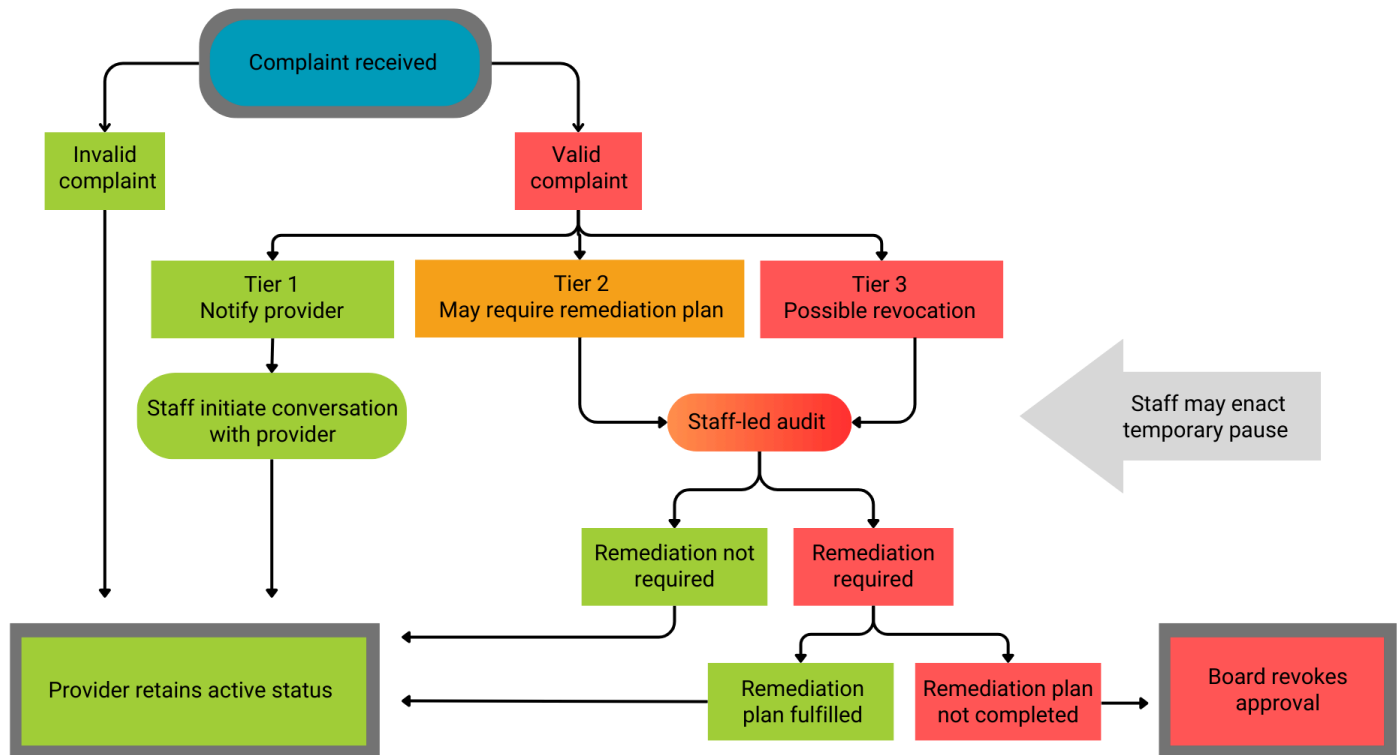 Complaint received
Invalid
complaint
Valid
complaint
Tier 1
Notify provider
Tier 2
May require remediation plan
Tier 3
Possible revocation
Staff initiate conversation
with provider
Staff-led audit
Staff may enact
temporary pause
Remediation not
required
Remediation
required
Provider retains active status
Remediation
plan fulfilled
Remediation plan
not completed
Board revokes
approval